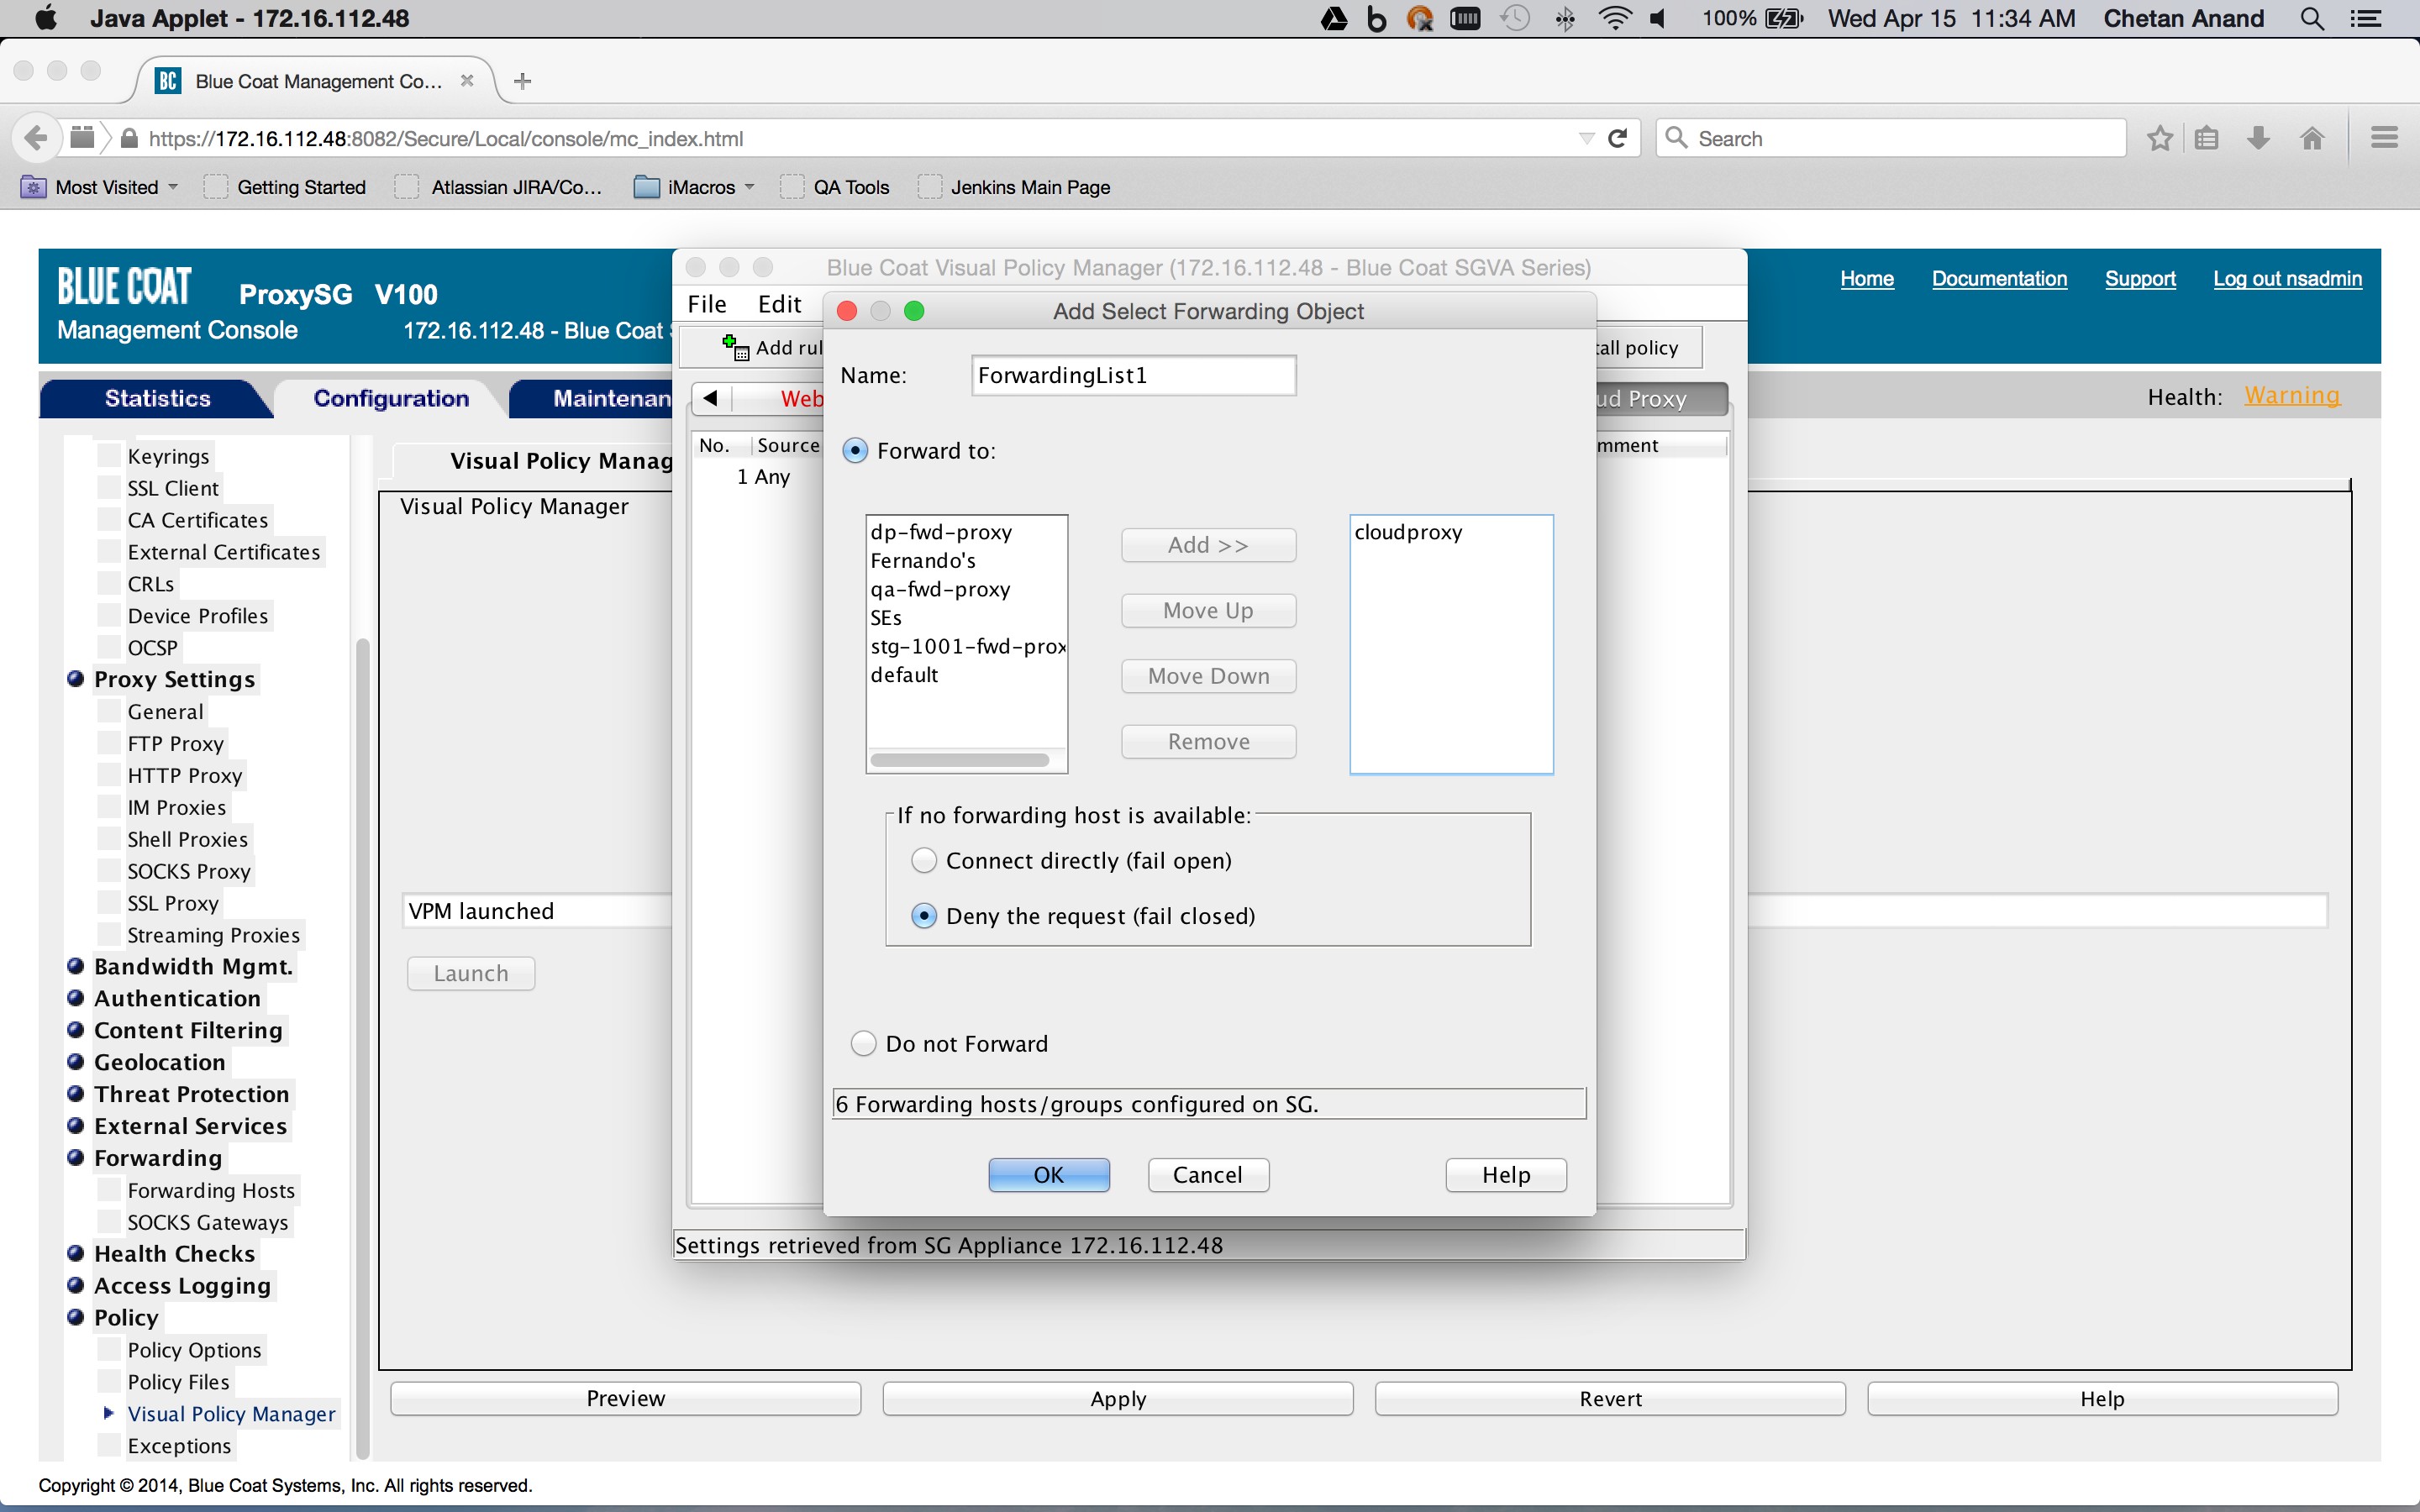 Java Applet - 172.16.112.48
100%
Wed Apr 15 11:34 AM
Chetan Anand
BC Blue Coat Management Co...
https://172.16.112.48:8082/Secure/Local/console/mc_index.html
Search
Most Visited
Getting Started
Atlassian JIRA/Co...
iMacros
QA Tools
Jenkins Main Page
BLUE COAT
ProxySG V100
Management Console
172.16.112.48 - Blue Coat
Home
Documentation
Support
Log out nsadmin
Statistics
Configuration
Maintenan
Health: Warning
Keyrings
SSL Client
CA Certificates
External Certificates
CRLs
Device Profiles
OCSP
Proxy Settings
General
FTP Proxy
HTTP Proxy
IM Proxies
Shell Proxies
SOCKS Proxy
SSL Proxy
Streaming Proxies
Bandwidth Mgmt.
Authentication
Content Filtering
Geolocation
Threat Protection
External Services
Forwarding
Forwarding Hosts
SOCKS Gateways
Health Checks
Access Logging
Policy
Policy Options
Policy Files
Visual Policy Manager
Exceptions
Visual Policy Manag
Visual Policy Manager
VPM launched
Launch
Preview
Apply
Revert
Help
Blue Coat Visual Policy Manager (172.16.112.48 - Blue Coat SGVA Series)
File
Edit
Add rul
tall policy
Web
ud Proxy
No.
Source
mment
1 Any
Settings retrieved from SG Appliance 172.16.112.48
Add Select Forwarding Object
Name: ForwardingList1
Forward to:
dp-fwd-proxy
Fernando's
qa-fwd-proxy
SEs
stg-1001-fwd-prox
default
Add >>
Move Up
Move Down
Remove
cloudproxy
If no forwarding host is available:
Connect directly (fail open)
Deny the request (fail closed)
Do not Forward
6 Forwarding hosts/groups configured on SG.
OK
Cancel
Help
Copyright © 2014, Blue Coat Systems, Inc. All rights reserved.